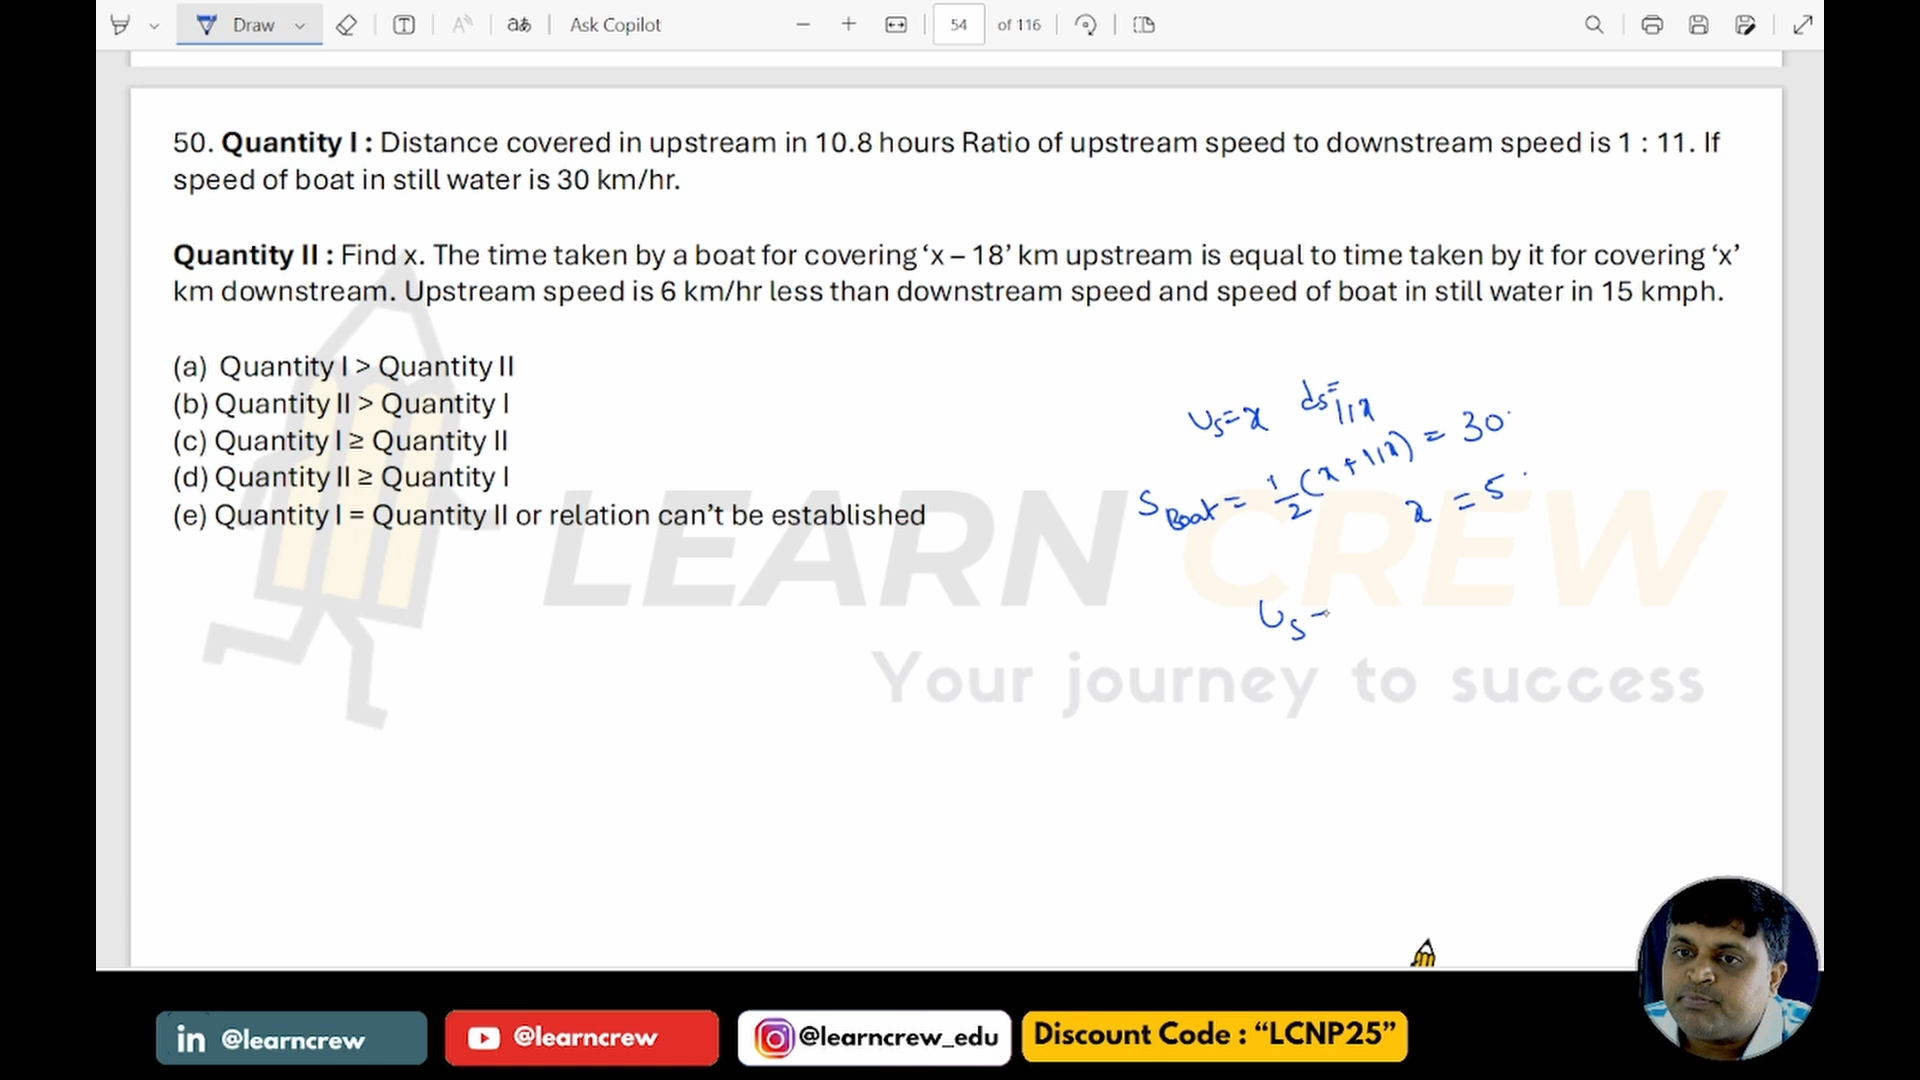 Draw
Ask Copilot
54
of 116
50. Quantity I : Distance covered in upstream in 10.8 hours Ratio of upstream speed to downstream speed is 1 : 11. If
speed of boat in still water is 30 km/hr.
Quantity II : Find x. The time taken by a boat for covering ‘x – 18’ km upstream is equal to time taken by it for covering ‘x’
km downstream. Upstream speed is 6 km/hr less than downstream speed and speed of boat in still water in 15 kmph.
(a) Quantity I > Quantity II
(b) Quantity II > Quantity I
(c) Quantity I ≥ Quantity II
(d) Quantity II ≥ Quantity I
(e) Quantity I = Quantity II or relation can’t be established
Us = x ds = 11x
S Boat = 1/2 (x + 11x) = 30
x = 5
Us -
LEARN CREW
Your journey to success
in @learncrew
@learncrew
@learncrew_edu
Discount Code : “LCNP25”